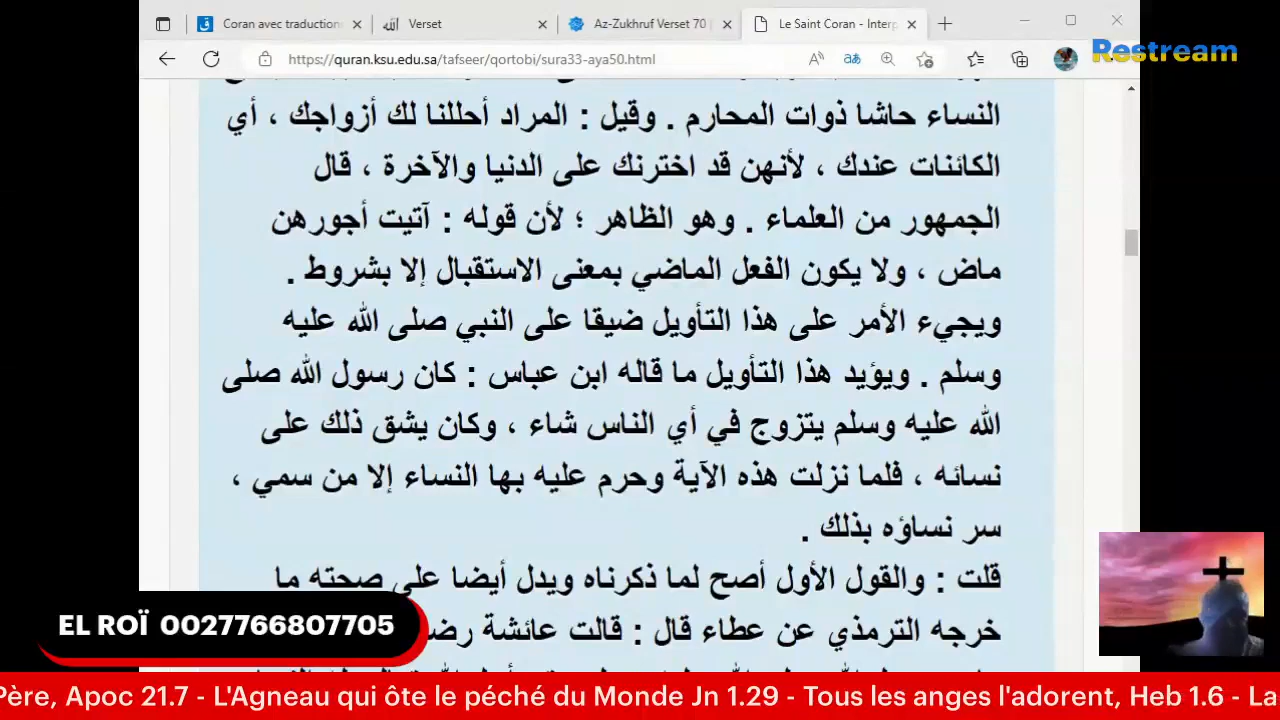 Coran avec traduction
Verset
Az-Zukhruf Verset 70
Le Saint Coran - Interp
https://quran.ksu.edu.sa/tafseer/qortobi/sura33-aya50.html
Restream
النساء حاشا ذوات المحارم . وقيل : المراد أحللنا لك أزواجك ، أي
الكائنات عندك ، لأنهن قد اخترنك على الدنيا والآخرة ، قال
الجمهور من العلماء . وهو الظاهر ؛ لأن قوله : آتيت أجورهن
ماض ، ولا يكون الفعل الماضي بمعنى الاستقبال إلا بشروط .
ويجيء الأمر على هذا التأويل ضيقا على النبي صلى الله عليه
وسلم . ويؤيد هذا التأويل ما قاله ابن عباس : كان رسول الله صلى
الله عليه وسلم يتزوج في أي الناس شاء ، وكان يشق ذلك على
نسائه ، فلما نزلت هذه الآية وحرم عليه بها النساء إلا من سمي ،
سر نساؤه بذلك .
قلت : والقول الأول أصح لما ذكرناه ويدل أيضا على صحته ما
خرجه الترمذي عن عطاء قال : قالت عائشة
EL ROÏ 0027766807705
Père, Apoc 21.7 - L'Agneau qui ôte le péché du Monde Jn 1.29 - Tous les anges l'adorent, Heb 1.6 - La